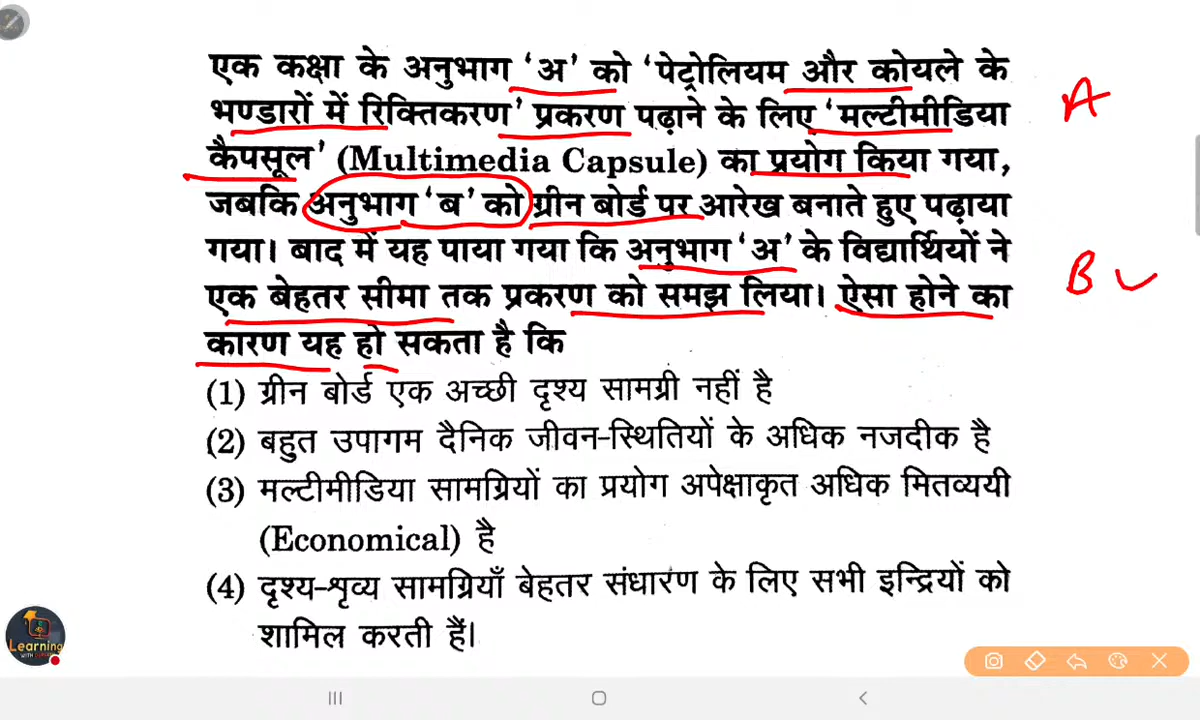 एक कक्षा के अनुभाग 'अ' को 'पेट्रोलियम और कोयले के
भण्डारों में रिक्तिकरण' प्रकरण पढ़ाने के लिए 'मल्टीमीडिया
कैपसूल' (Multimedia Capsule) का प्रयोग किया गया,
जबकि अनुभाग 'ब' को ग्रीन बोर्ड पर आरेख बनाते हुए पढ़ाया
गया। बाद में यह पाया गया कि अनुभाग 'अ' के विद्यार्थियों ने
एक बेहतर सीमा तक प्रकरण को समझ लिया। ऐसा होने का
कारण यह हो सकता है कि
(1) ग्रीन बोर्ड एक अच्छी दृश्य सामग्री नहीं है
(2) बहुत उपागम दैनिक जीवन-स्थितियों के अधिक नजदीक है
(3) मल्टीमीडिया सामग्रियों का प्रयोग अपेक्षाकृत अधिक मितव्ययी
(Economical) है
(4) दृश्य-शृव्य सामग्रियाँ बेहतर संधारण के लिए सभी इन्द्रियों को
शामिल करती हैं।
A
B
Learning